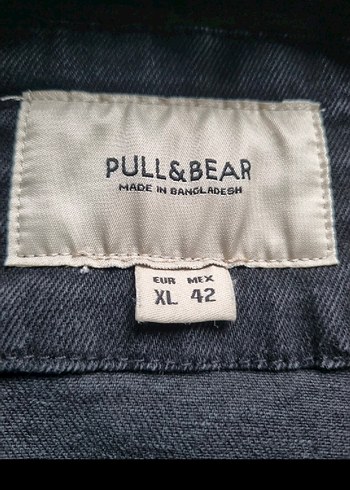 PULL&BEAR
MADE IN BANGLADESH
EUR MEX
XL 42